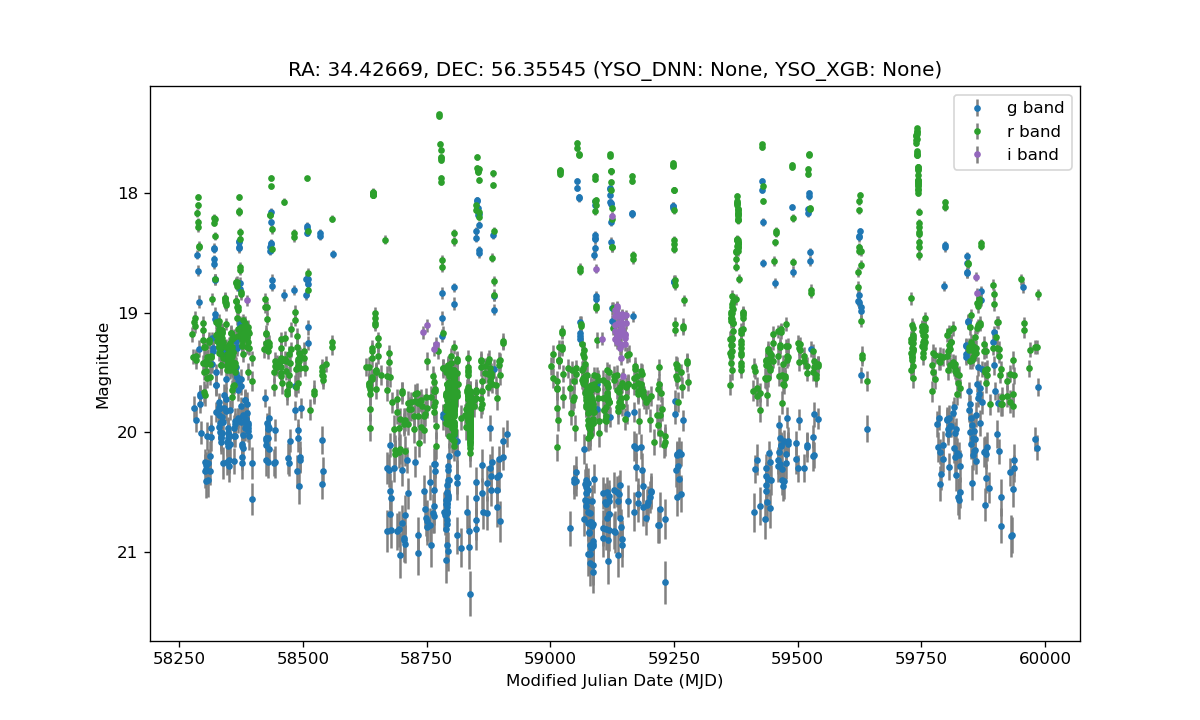 RA: 34.42669, DEC: 56.35545 (YSO_DNN: None, YSO_XGB: None)
g band
r band
i band
18
19
20
21
Magnitude
58250 58500 58750 59000 59250 59500 59750 60000
Modified Julian Date (MJD)